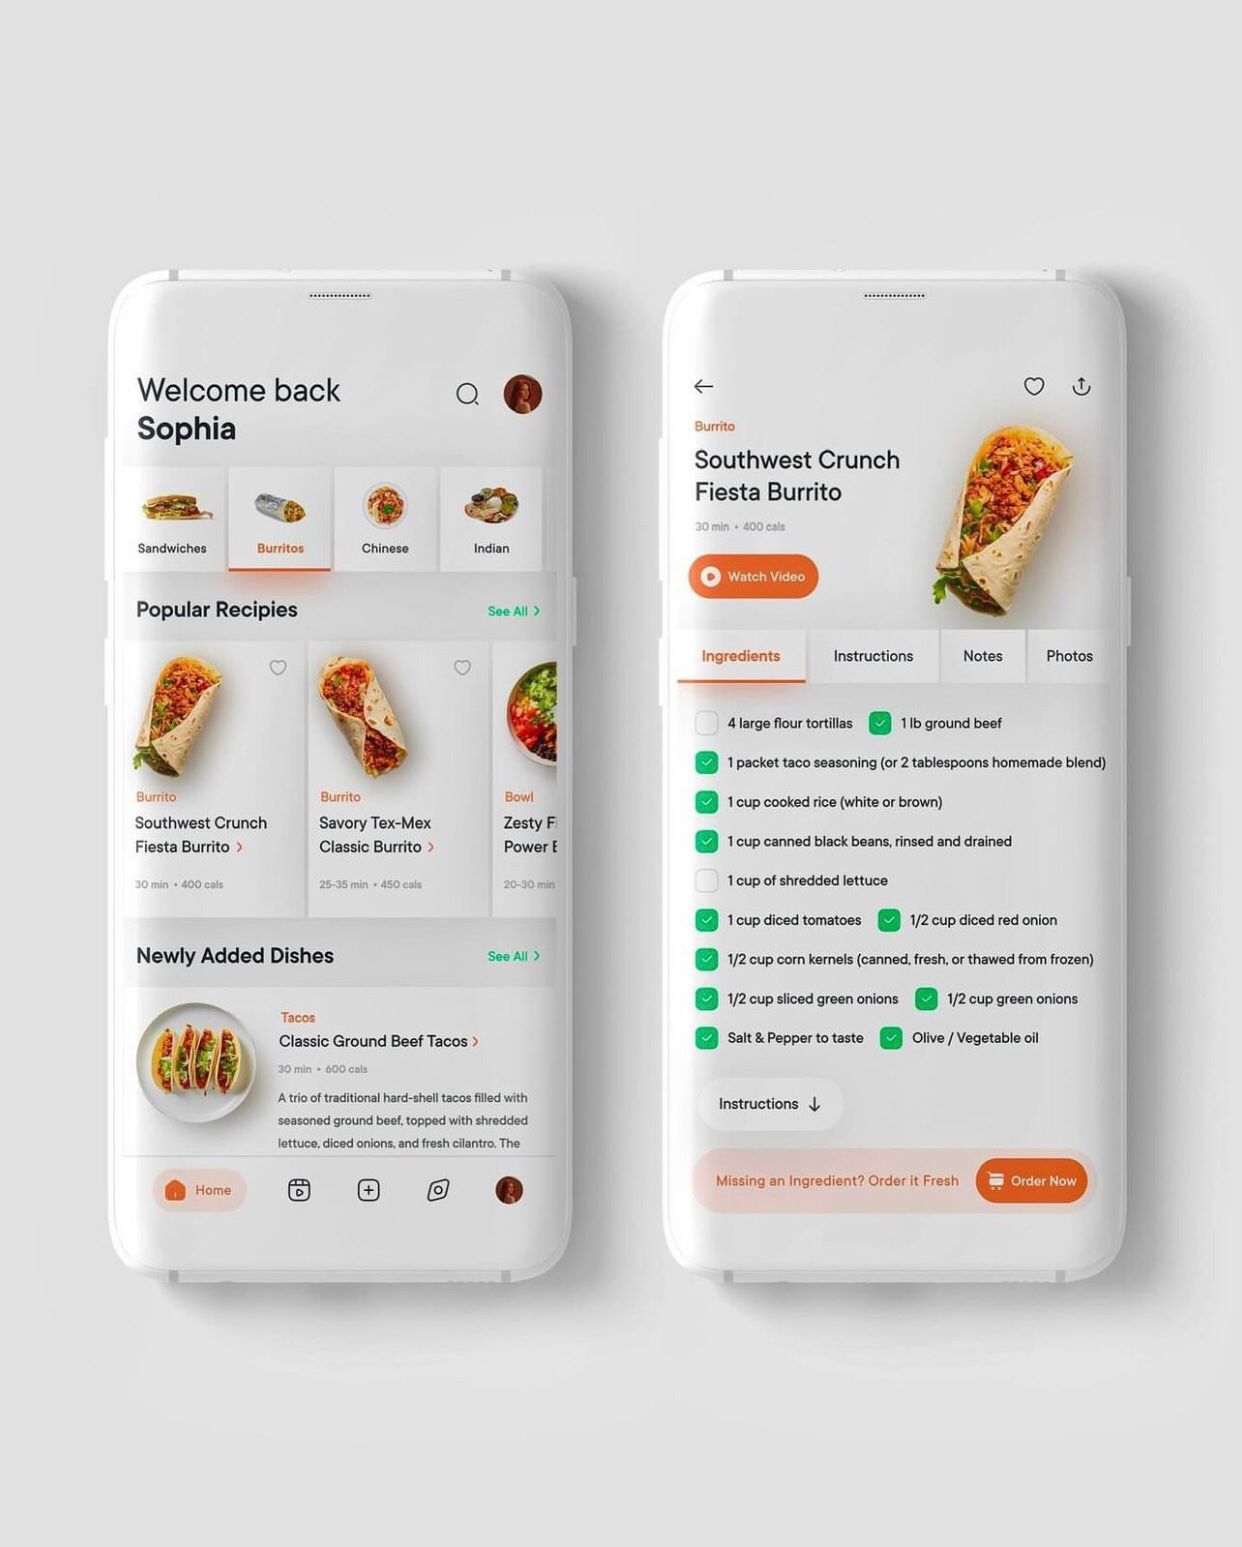 Welcome back
Sophia
Sandwiches
Burritos
Chinese
Indian
Popular Recipies
See All
Burrito
Southwest Crunch
Fiesta Burrito
30 min • 400 cals
Burrito
Savory Tex-Mex
Classic Burrito
25-35 min • 450 cals
Bowl
Zesty
Power
20-30 min
Newly Added Dishes
See All
Tacos
Classic Ground Beef Tacos
30 min • 600 cals
A trio of traditional hard-shell tacos filled with
seasoned ground beef, topped with shredded
lettuce, diced onions, and fresh cilantro. The
Home
Burrito
Southwest Crunch
Fiesta Burrito
30 min • 400 cals
Watch Video
Ingredients
Instructions
Notes
Photos
4 large flour tortillas
1 lb ground beef
1 packet taco seasoning (or 2 tablespoons homemade blend)
1 cup cooked rice (white or brown)
1 cup canned black beans, rinsed and drained
1 cup of shredded lettuce
1 cup diced tomatoes
1/2 cup diced red onion
1/2 cup corn kernels (canned, fresh, or thawed from frozen)
1/2 cup sliced green onions
1/2 cup green onions
Salt & Pepper to taste
Olive / Vegetable oil
Instructions
Missing an Ingredient? Order it Fresh
Order Now